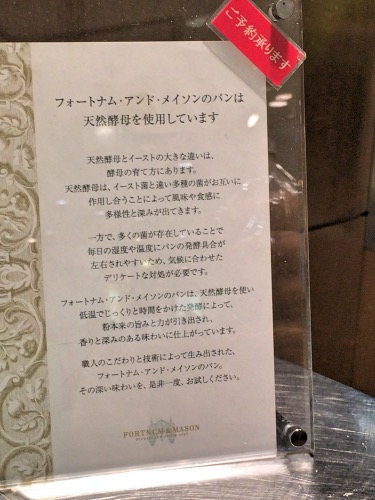 ご予約承ります
フォートナム・アンド・メイソンのパンは
天然酵母を使用しています
天然酵母とイーストの大きな違いは、
酵母の育て方にあります。
天然酵母は、イースト菌と違い多種の菌がお互いに
作用し合うことによって風味や食感に
多様性と深みが出てきます。
一方で、多くの菌が存在していることで
毎日の湿度や温度にパンの発酵具合が
左右されやすいため、気候に合わせた
デリケートな対処が必要です。
フォートナム・アンド・メイソンのパンは、天然酵母を使い
低温でじっくりと時間をかけた発酵によって、
粉本来の旨みと力が引き出され、
香りと深みのある味わいに仕上がっています。
職人のこだわりと技術によって生み出された、
フォートナム・アンド・メイソンのパン。
その深い味わいを、是非一度、お試しください。
FORTNUM & MASON